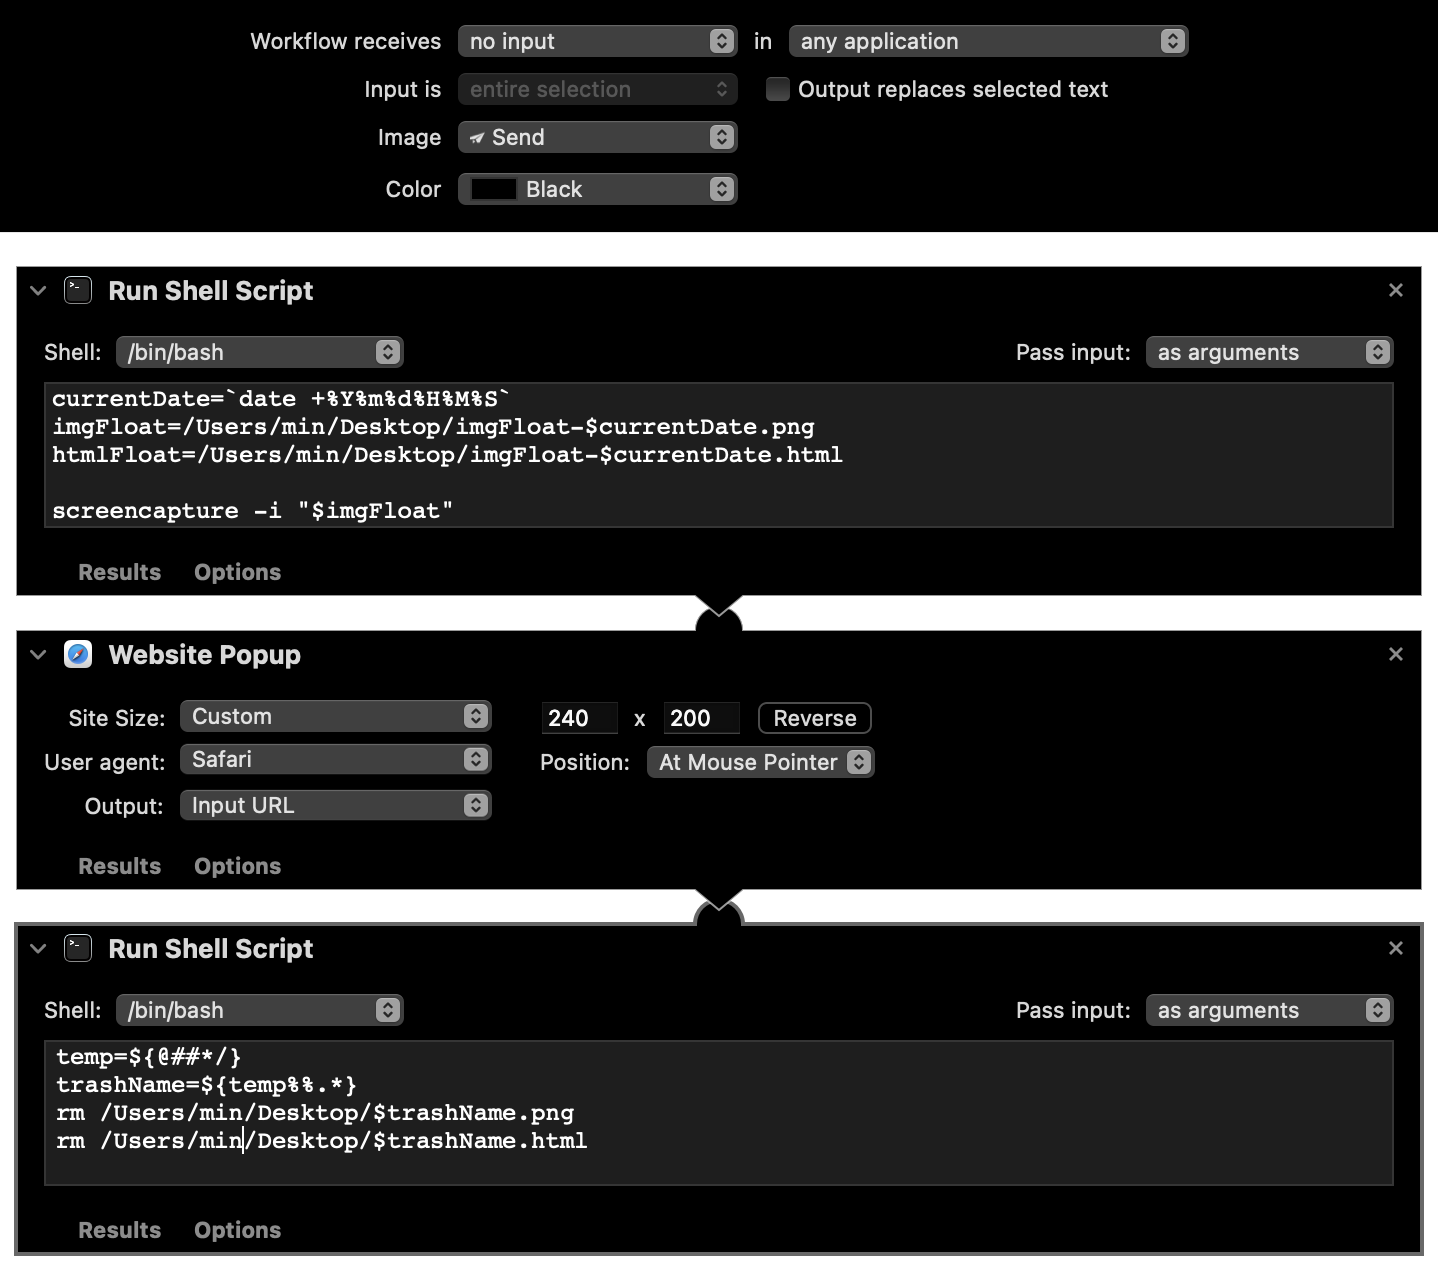 Workflow receives no input in any application
Input is entire selection Output replaces selected text
Image Send
Color Black
Run Shell Script
Shell: /bin/bash Pass input: as arguments
currentDate=`date +%Y%m%d%H%M%S`
imgFloat=/Users/min/Desktop/imgFloat-$currentDate.png
htmlFloat=/Users/min/Desktop/imgFloat-$currentDate.html
screencapture -i "$imgFloat"
Results Options
Website Popup
Site Size: Custom 240 x 200 Reverse
User agent: Safari Position: At Mouse Pointer
Output: Input URL
Results Options
Run Shell Script
Shell: /bin/bash Pass input: as arguments
temp=${@##*/}
trashName=${temp%%.*}
rm /Users/min/Desktop/$trashName.png
rm /Users/min/Desktop/$trashName.html
Results Options